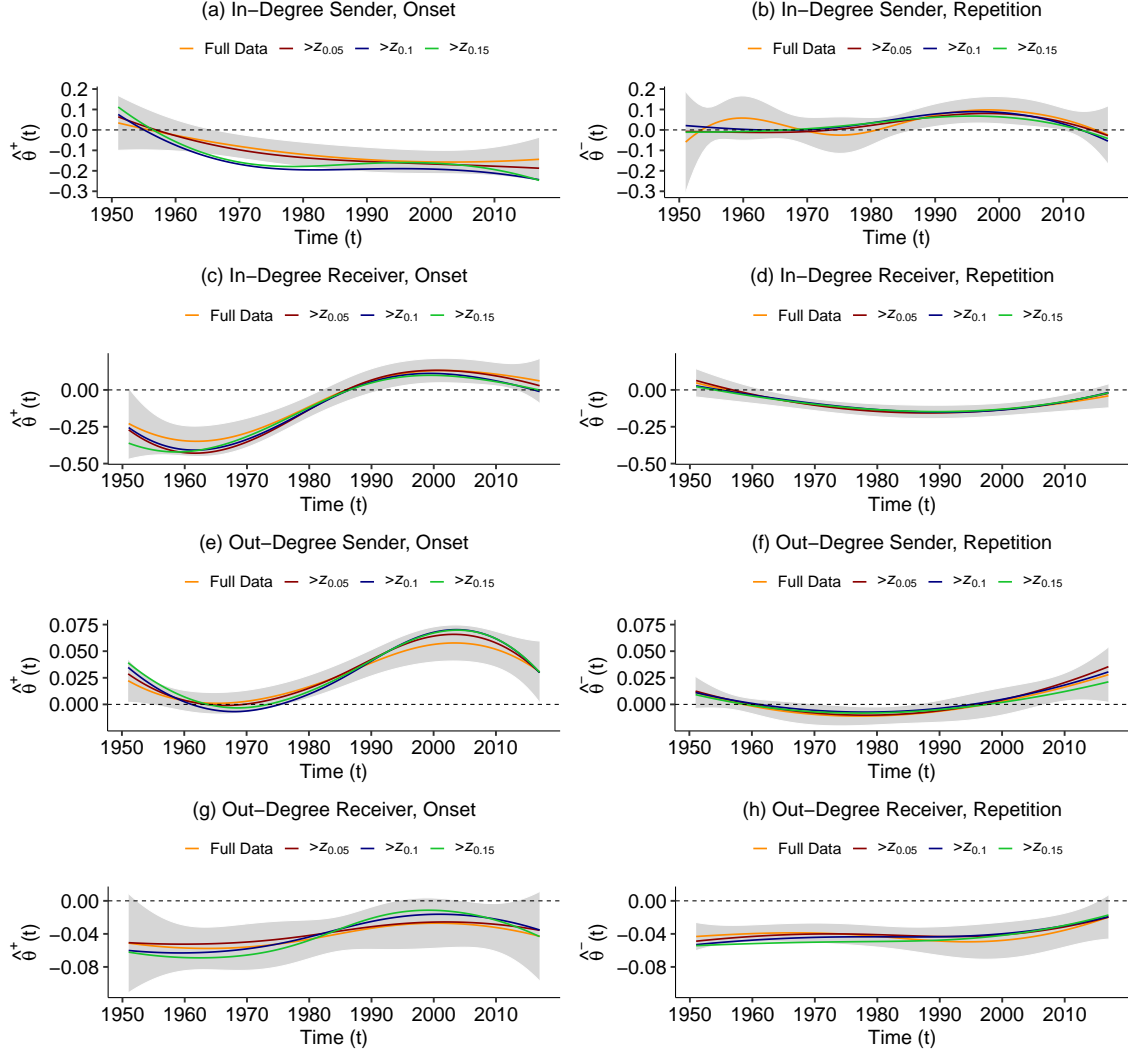 (a) In−Degree Sender, Onset
Full Data >z0.05 >z0.1 >z0.15
0.2
0.1
0.0
−0.1
−0.2
−0.3
θ̂⁺(t)
1950 1960 1970 1980 1990 2000 2010
Time (t)
(b) In−Degree Sender, Repetition
Full Data >z0.05 >z0.1 >z0.15
0.2
0.1
0.0
−0.1
−0.2
−0.3
θ̂⁻(t)
1950 1960 1970 1980 1990 2000 2010
Time (t)
(c) In−Degree Receiver, Onset
Full Data >z0.05 >z0.1 >z0.15
0.00
−0.25
−0.50
θ̂⁺(t)
1950 1960 1970 1980 1990 2000 2010
Time (t)
(d) In−Degree Receiver, Repetition
Full Data >z0.05 >z0.1 >z0.15
0.00
−0.25
−0.50
θ̂⁻(t)
1950 1960 1970 1980 1990 2000 2010
Time (t)
(e) Out−Degree Sender, Onset
Full Data >z0.05 >z0.1 >z0.15
0.075
0.050
0.025
0.000
θ̂⁺(t)
1950 1960 1970 1980 1990 2000 2010
Time (t)
(f) Out−Degree Sender, Repetition
Full Data >z0.05 >z0.1 >z0.15
0.075
0.050
0.025
0.000
θ̂⁻(t)
1950 1960 1970 1980 1990 2000 2010
Time (t)
(g) Out−Degree Receiver, Onset
Full Data >z0.05 >z0.1 >z0.15
0.00
−0.04
−0.08
θ̂⁺(t)
1950 1960 1970 1980 1990 2000 2010
Time (t)
(h) Out−Degree Receiver, Repetition
Full Data >z0.05 >z0.1 >z0.15
0.00
−0.04
−0.08
θ̂⁻(t)
1950 1960 1970 1980 1990 2000 2010
Time (t)